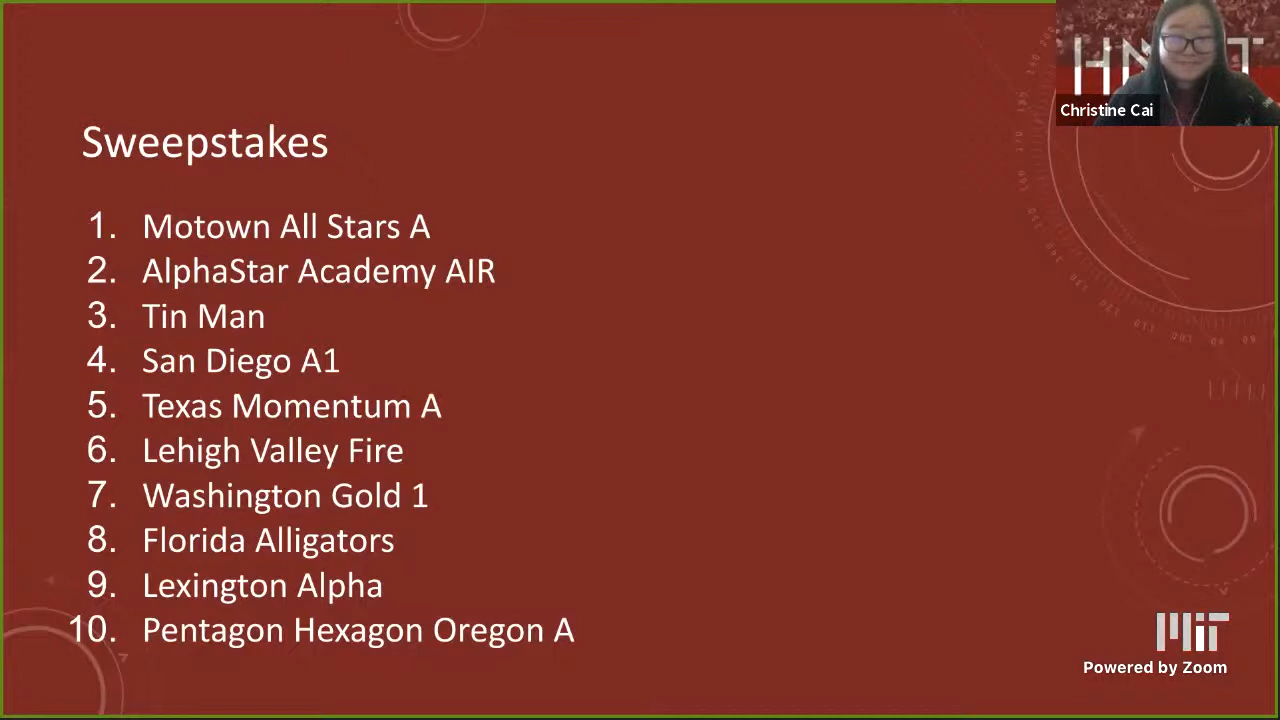 Christine Cai
Sweepstakes
1. Motown All Stars A
2. AlphaStar Academy AIR
3. Tin Man
4. San Diego A1
5. Texas Momentum A
6. Lehigh Valley Fire
7. Washington Gold 1
8. Florida Alligators
9. Lexington Alpha
10. Pentagon Hexagon Oregon A
MIT
Powered by Zoom